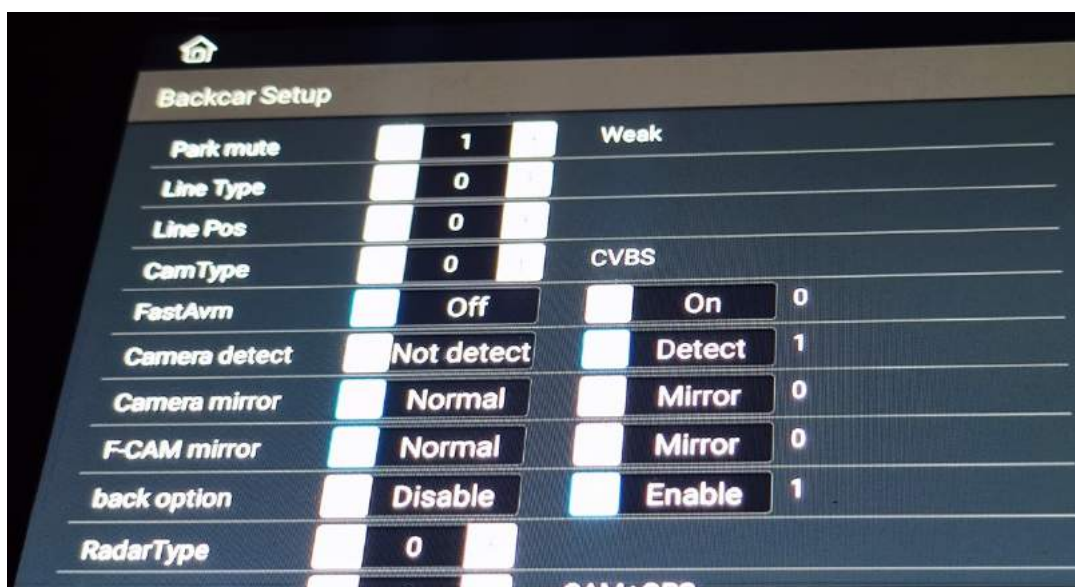 Backcar Setup
Park mute 1 Weak
Line Type 0
Line Pos 0
CamType 0 CVBS
FastAvm Off On 0
Camera detect Not detect Detect 1
Camera mirror Normal Mirror 0
F-CAM mirror Normal Mirror 0
back option Disable Enable 1
RadarType 0